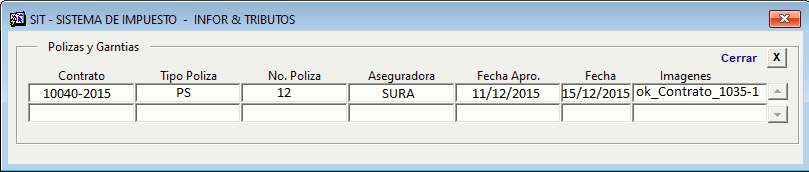 SIT - SISTEMA DE IMPUESTO - INFOR & TRIBUTOS
Polizas y Garntias
Cerrar X
Contrato Tipo Poliza No. Poliza Aseguradora Fecha Apro. Fecha Imagenes
10040-2015 PS 12 SURA 11/12/2015 15/12/2015 ok_Contrato_1035-1